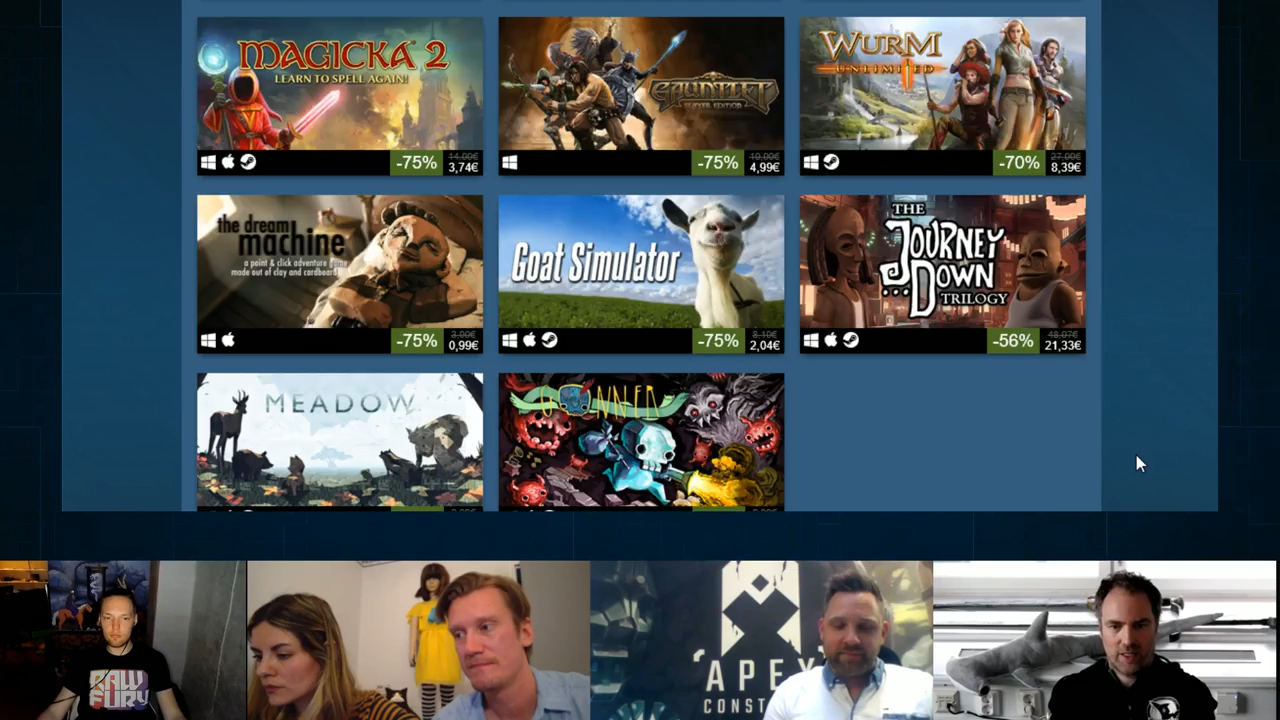 MAGICKA 2
LEARN TO SPELL AGAIN!
-75%
14,99€
3,74€
GAUNTLET
SLAYER EDITION
-75%
4,99€
WURM
UNLIMITED
-70%
27,99€
8,39€
the dream
machine
a point & click adventure game
made out of clay and cardboard
-75%
3,99€
0,99€
Goat Simulator
-75%
8,19€
2,04€
THE
JOURNEY
DOWN
TRILOGY
-56%
48,97€
21,33€
MEADOW
GONNER
RAW
FURY
APEX
CONST